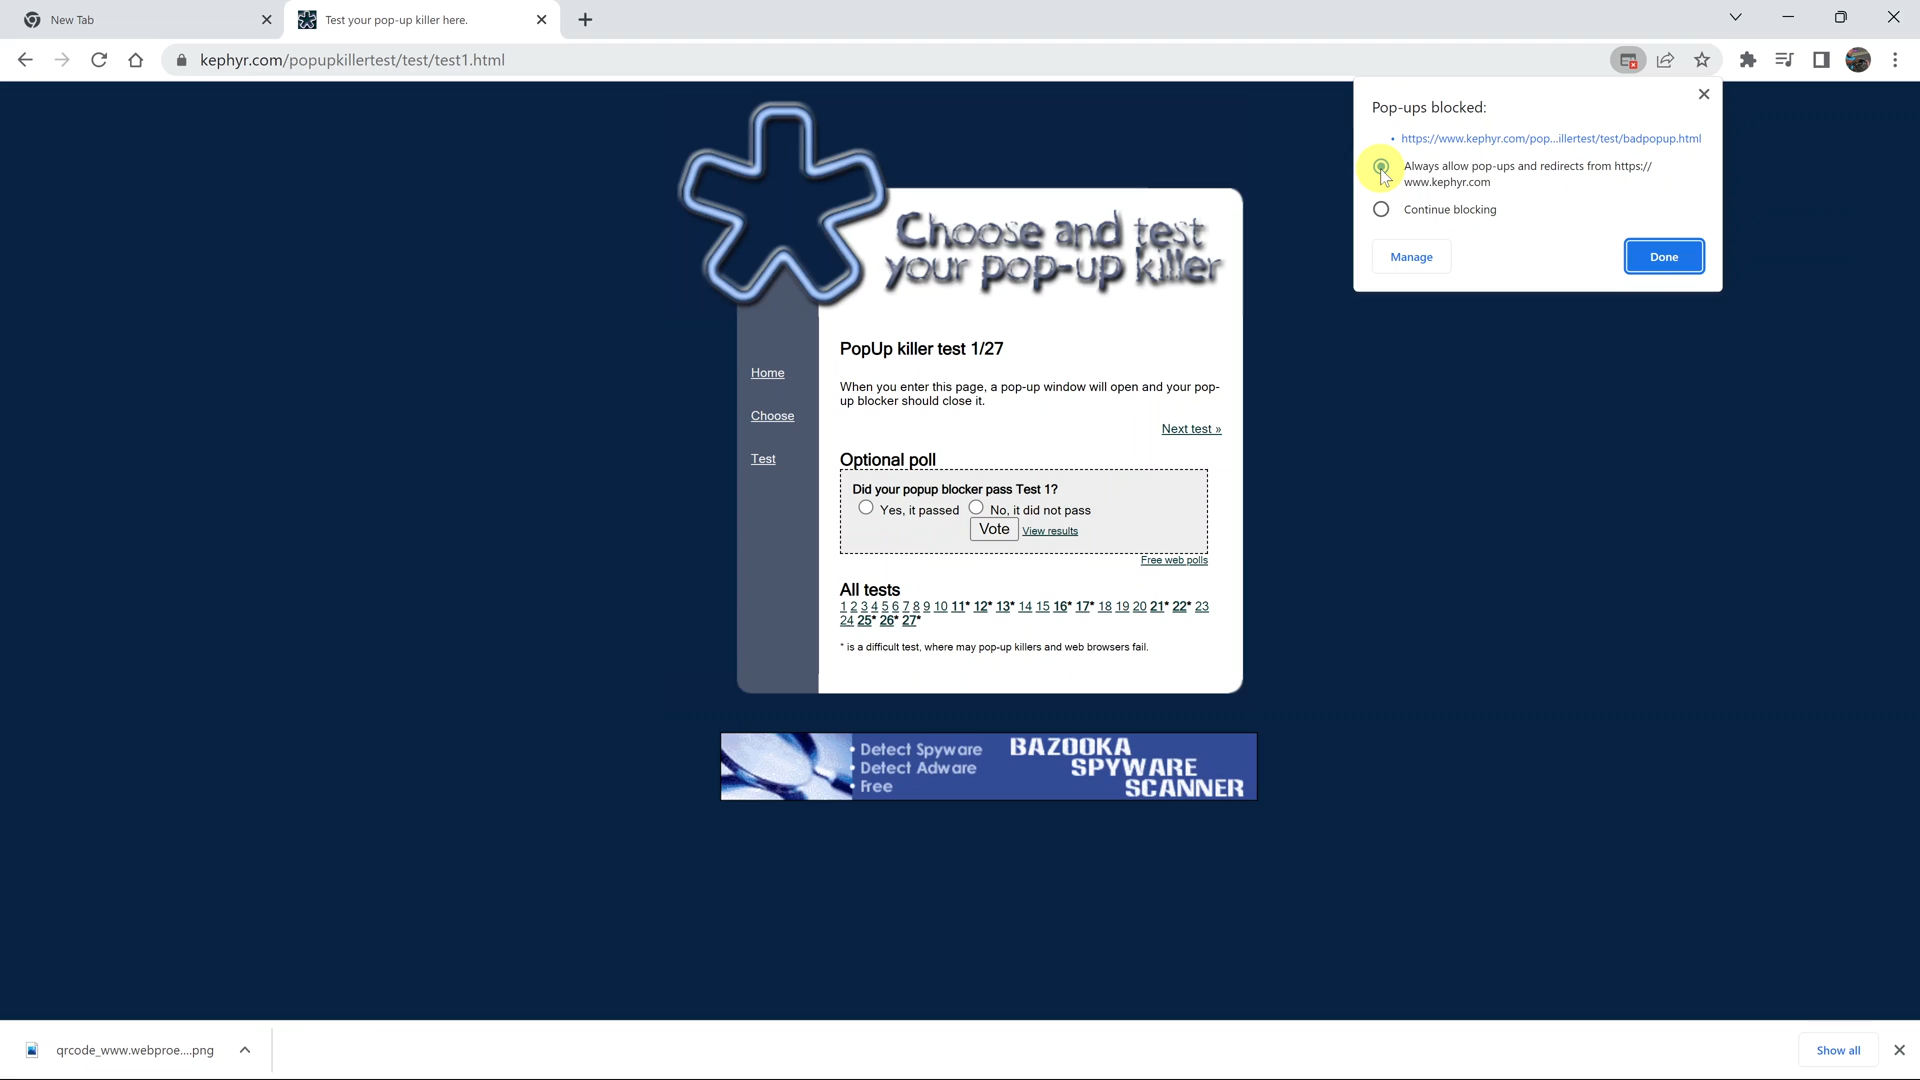 New Tab
Test your pop-up killer here.
kephyr.com/popupkillertest/test/test1.html
Pop-ups blocked:
• https://www.kephyr.com/pop...illertest/test/badpopup.html
Always allow pop-ups and redirects from https://
www.kephyr.com
Continue blocking
Manage
Done
Choose and test
your pop-up killer
Home
Choose
Test
PopUp killer test 1/27
When you enter this page, a pop-up window will open and your pop-
up blocker should close it.
Next test »
Optional poll
Did your popup blocker pass Test 1?
Yes, it passed No, it did not pass
Vote View results
Free web polls
All tests
1 2 3 4 5 6 7 8 9 10 11* 12* 13* 14 15 16* 17* 18 19 20 21* 22* 23
24 25* 26* 27*
* is a difficult test, where may pop-up killers and web browsers fail.
• Detect Spyware
• Detect Adware
• Free
BAZOOKA
SPYWARE
SCANNER
qrcode_www.webproe....png
Show all